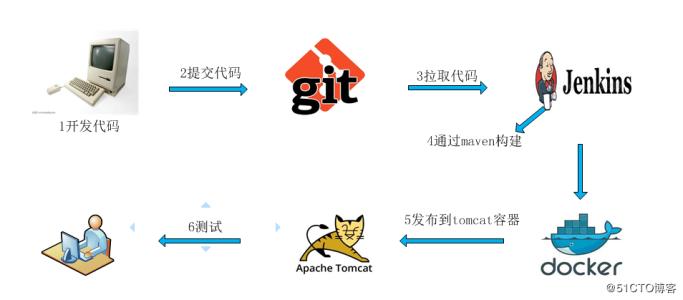 1开发代码
2提交代码
git
3拉取代码
Jenkins
4通过maven构建
5发布到tomcat容器
docker
6测试
Apache Tomcat
@51CTO博客